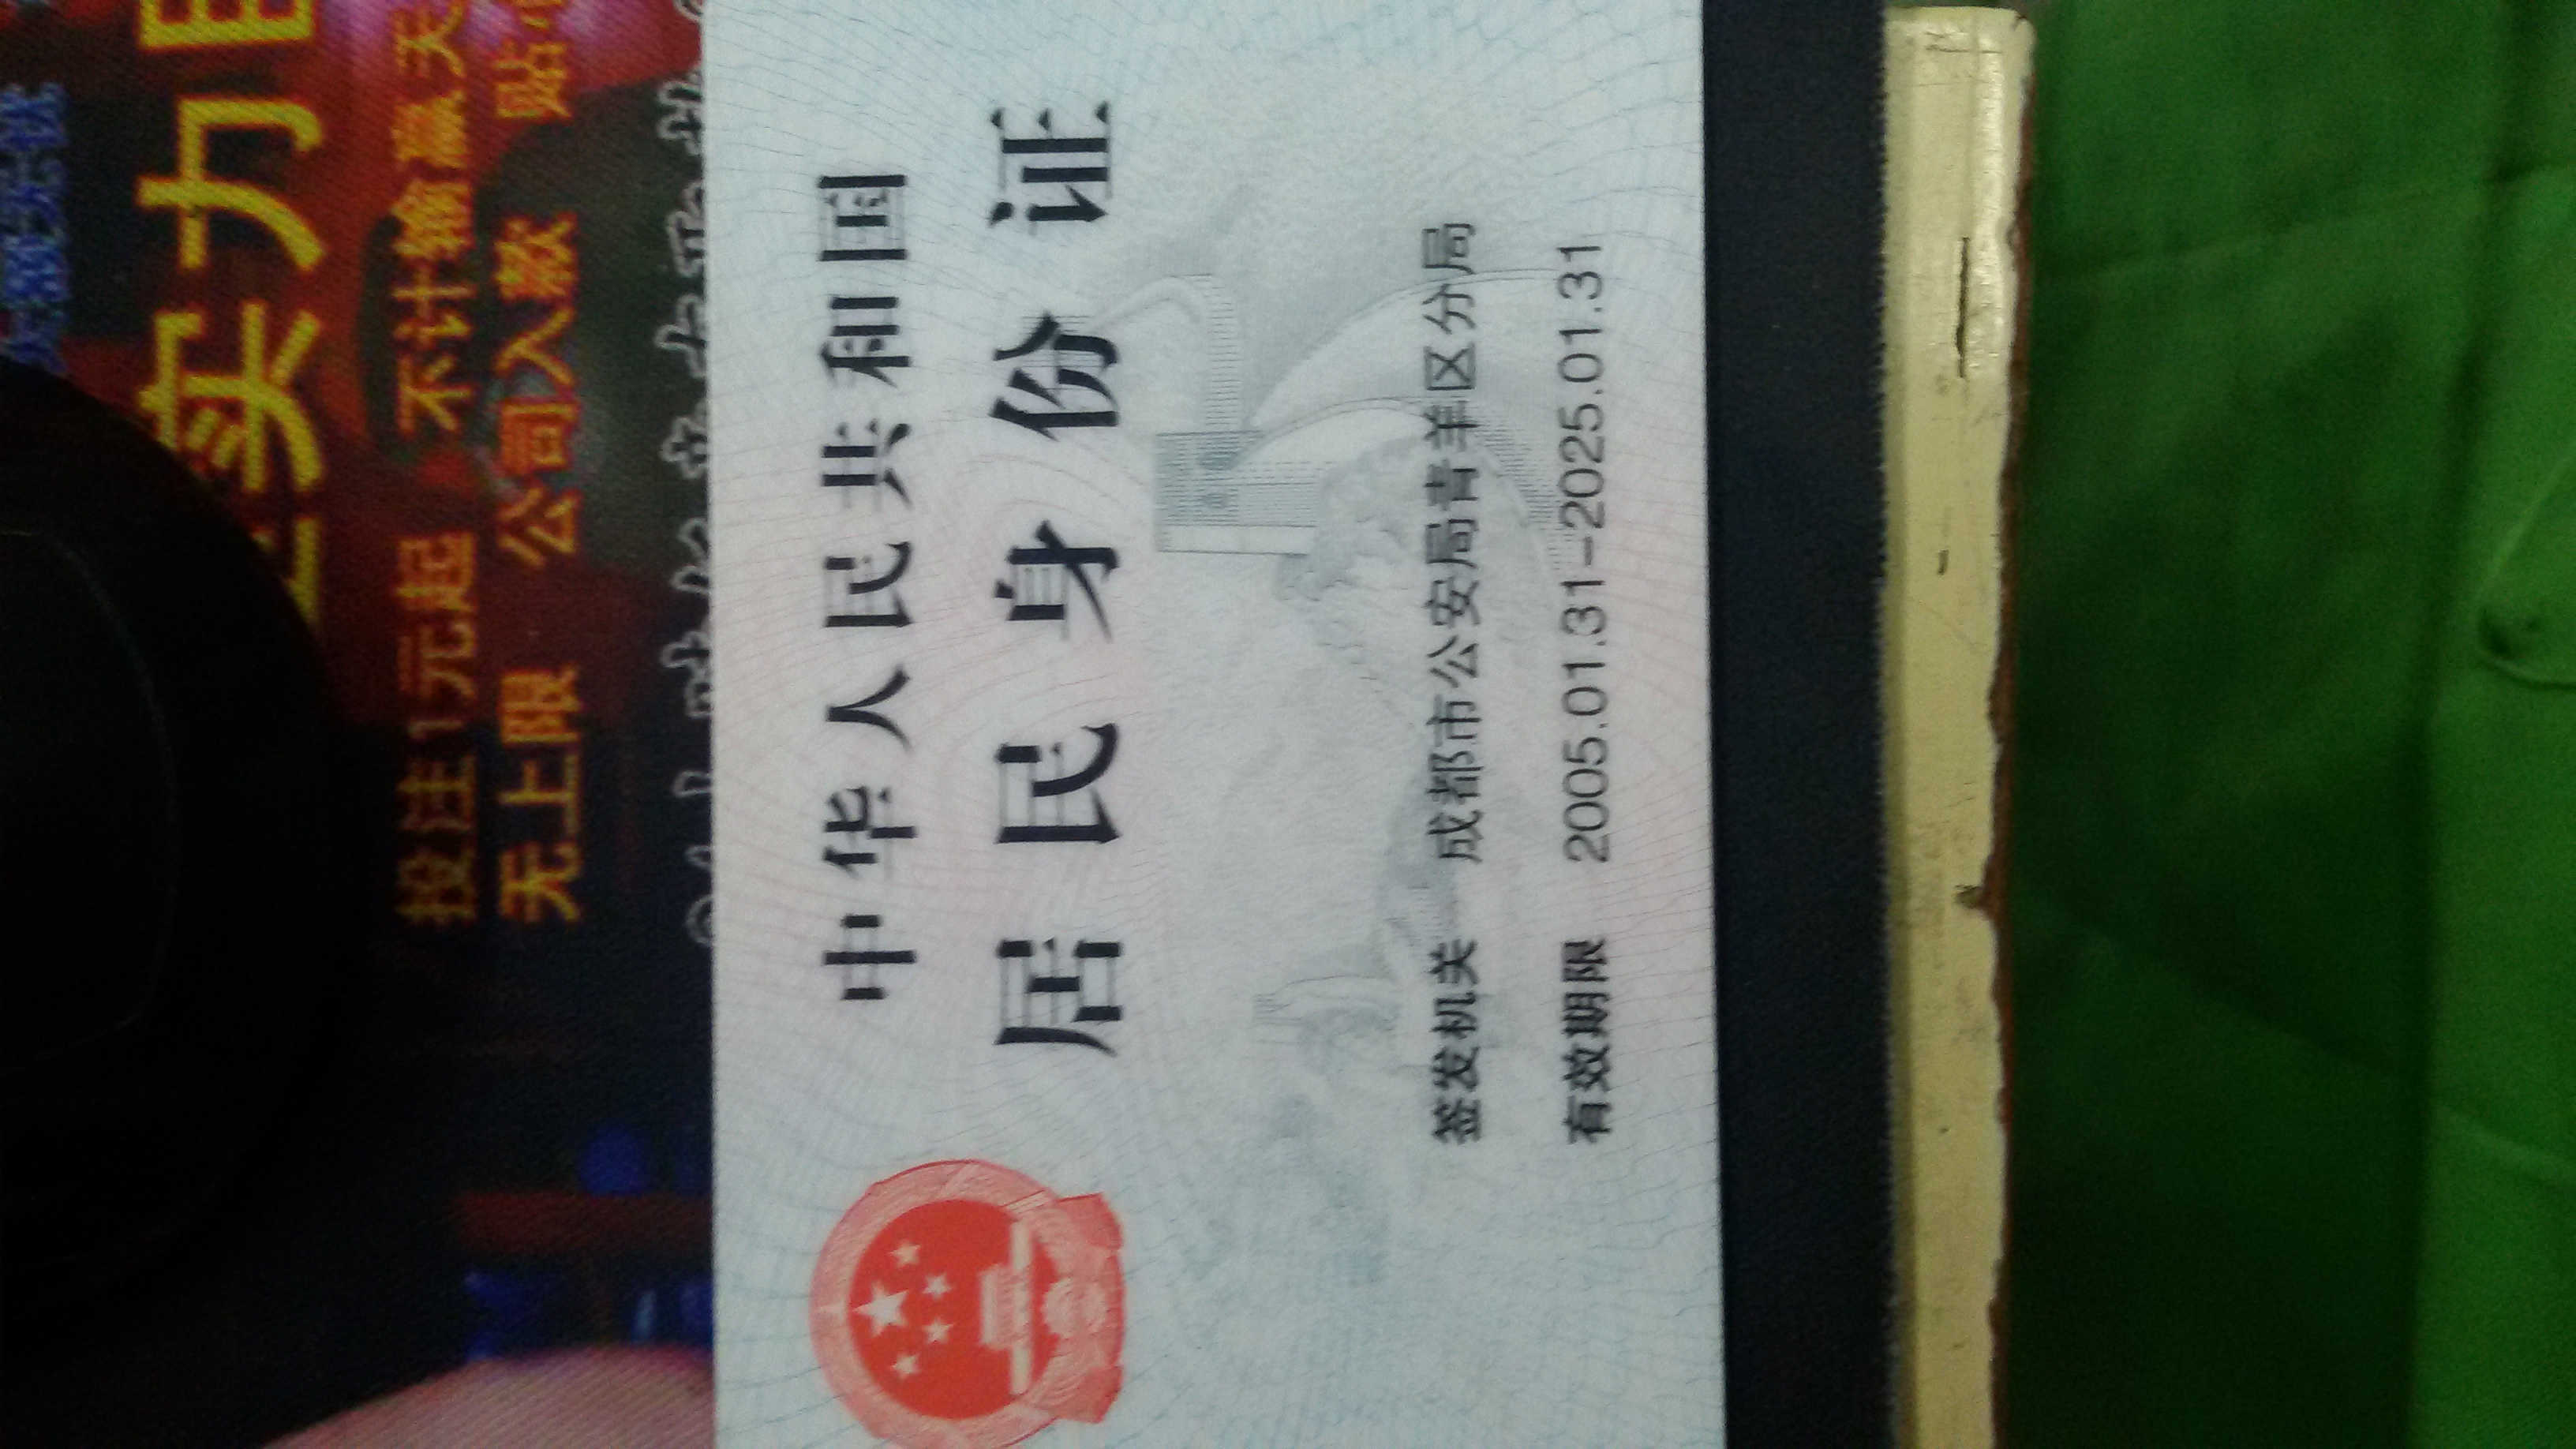 中华人民共和国
居民身份证
签发机关 成都市公安局青羊区分局
有效期限 2005.01.31-2025.01.31
实力
投注1元起 不计输赢 天
无上限 公司入款 贴